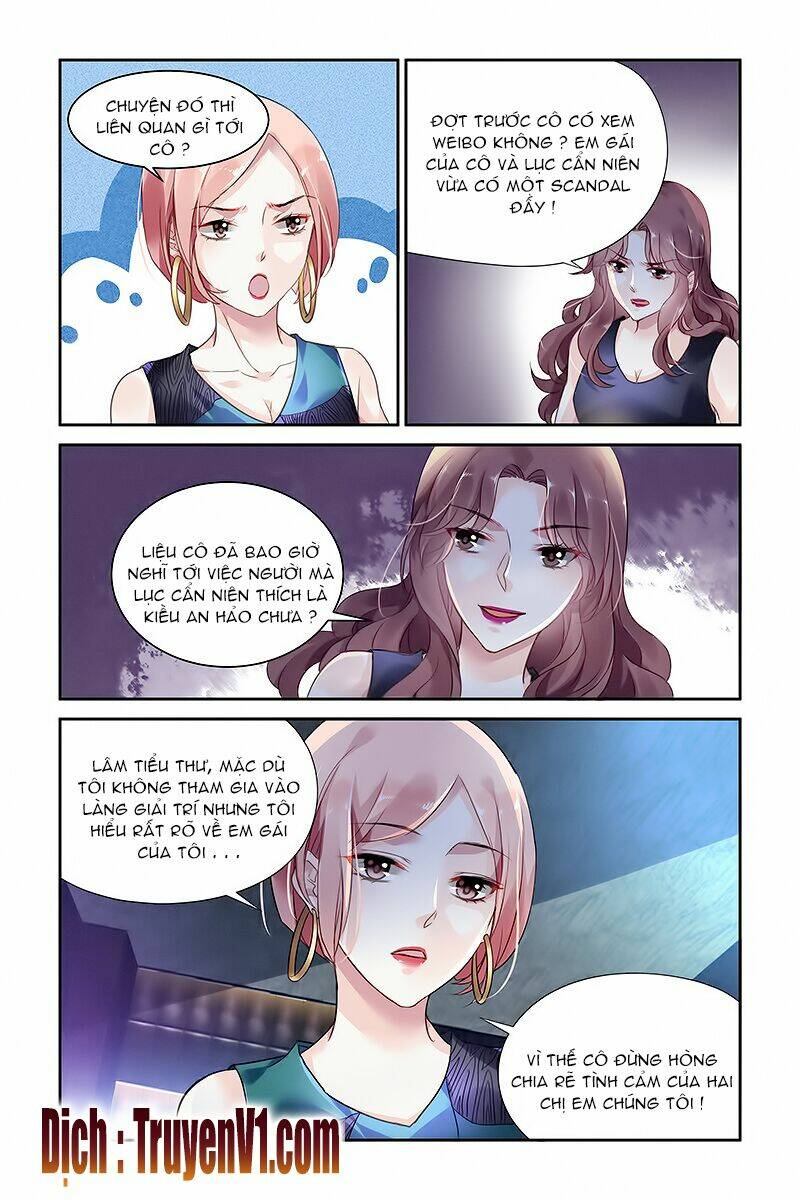 CHUYỆN ĐÓ THÌ
LIÊN QUAN GÌ TỚI
CÔ ?
ĐỢT TRƯỚC CÔ CÓ XEM
WEIBO KHÔNG ? EM GÁI
CỦA CÔ VÀ LỤC CẨN NIÊN
VỪA CÓ MỘT SCANDAL
ĐẤY !
LIỆU CÔ ĐÃ BAO GIỜ
NGHĨ TỚI VIỆC NGƯỜI MÀ
LỤC CẨN NIÊN THÍCH LÀ
KIỀU AN HẢO CHƯA ?
LÂM TIỂU THƯ, MẶC DÙ
TÔI KHÔNG THAM GIA VÀO
LÀNG GIẢI TRÍ NHƯNG TÔI
HIỂU RẤT RÕ VỀ EM GÁI
CỦA TÔI . . .
VÌ THẾ CÔ ĐỪNG HÒNG
CHIA RẼ TÌNH CẢM CỦA HAI
CHỊ EM CHÚNG TÔI !
Dịch : TruyenV1.com